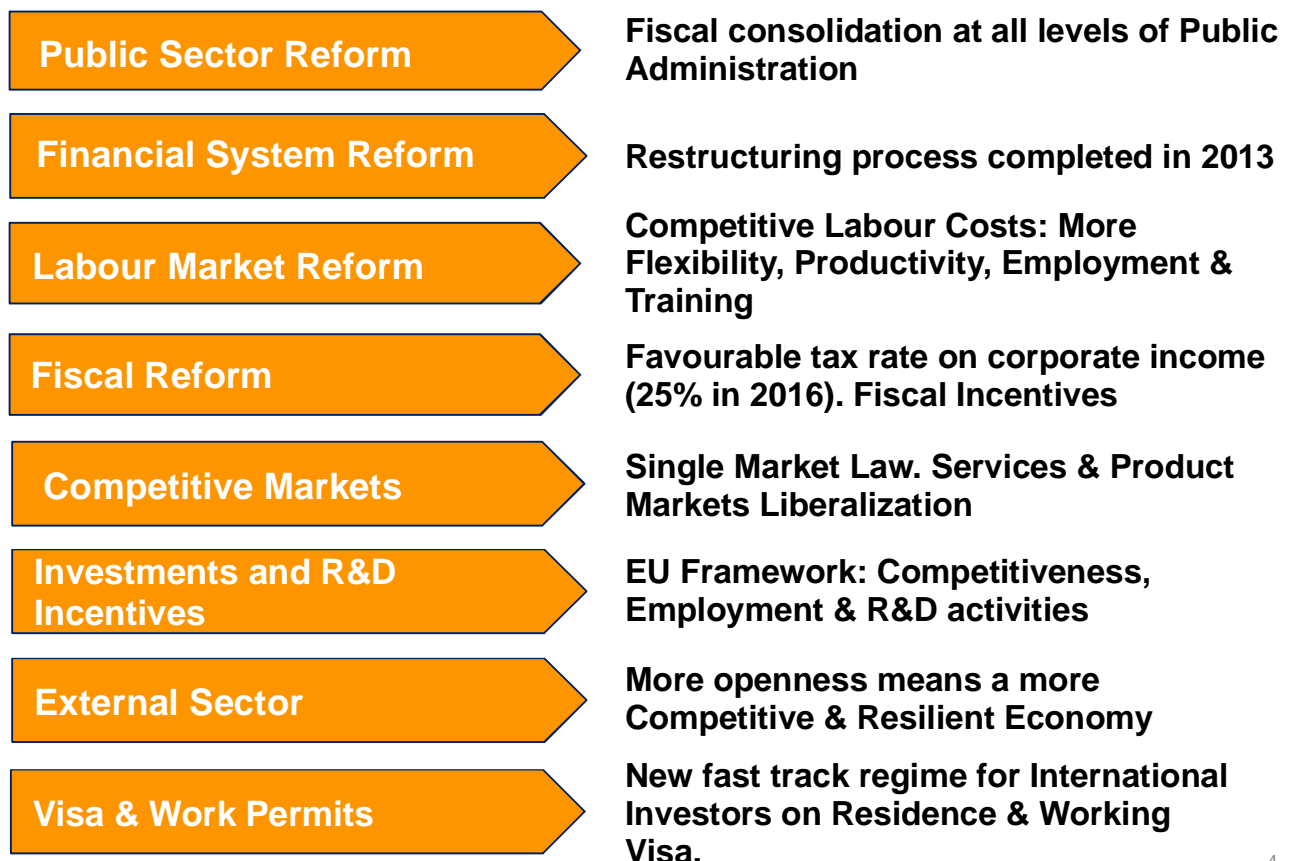 Public Sector Reform
Fiscal consolidation at all levels of Public
Administration
Financial System Reform
Restructuring process completed in 2013
Labour Market Reform
Competitive Labour Costs: More
Flexibility, Productivity, Employment &
Training
Fiscal Reform
Favourable tax rate on corporate income
(25% in 2016). Fiscal Incentives
Competitive Markets
Single Market Law. Services & Product
Markets Liberalization
Investments and R&D
Incentives
EU Framework: Competitiveness,
Employment & R&D activities
External Sector
More openness means a more
Competitive & Resilient Economy
Visa & Work Permits
New fast track regime for International
Investors on Residence & Working
Visa.
4